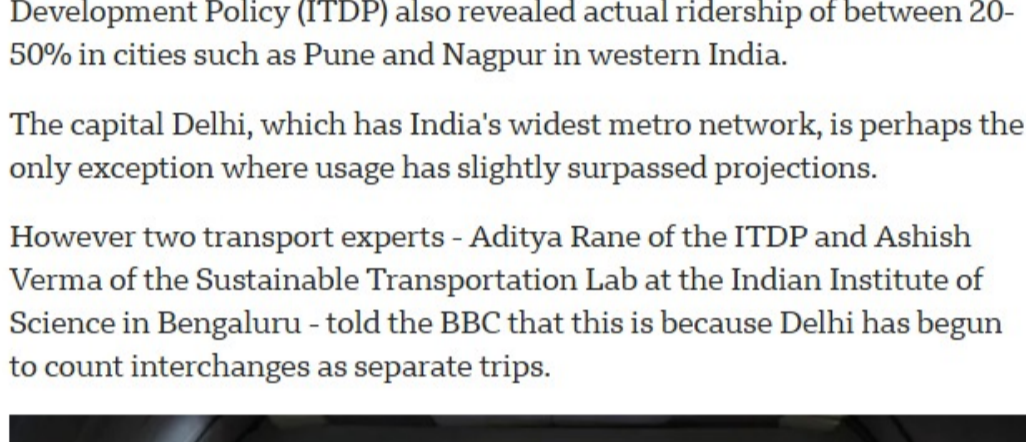 Development Policy (ITDP) also revealed actual ridership of between 20-
50% in cities such as Pune and Nagpur in western India.
The capital Delhi, which has India's widest metro network, is perhaps the
only exception where usage has slightly surpassed projections.
However two transport experts - Aditya Rane of the ITDP and Ashish
Verma of the Sustainable Transportation Lab at the Indian Institute of
Science in Bengaluru - told the BBC that this is because Delhi has begun
to count interchanges as separate trips.